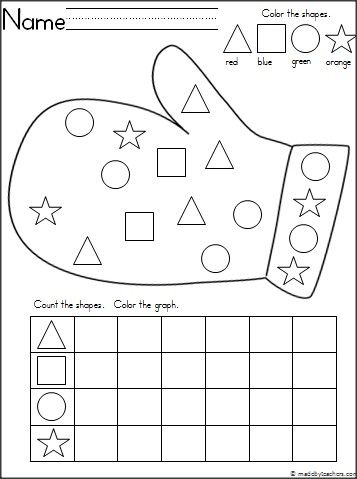 Name
Color the shapes.
red blue green orange
Count the shapes. Color the graph.
© madebyteachers.com